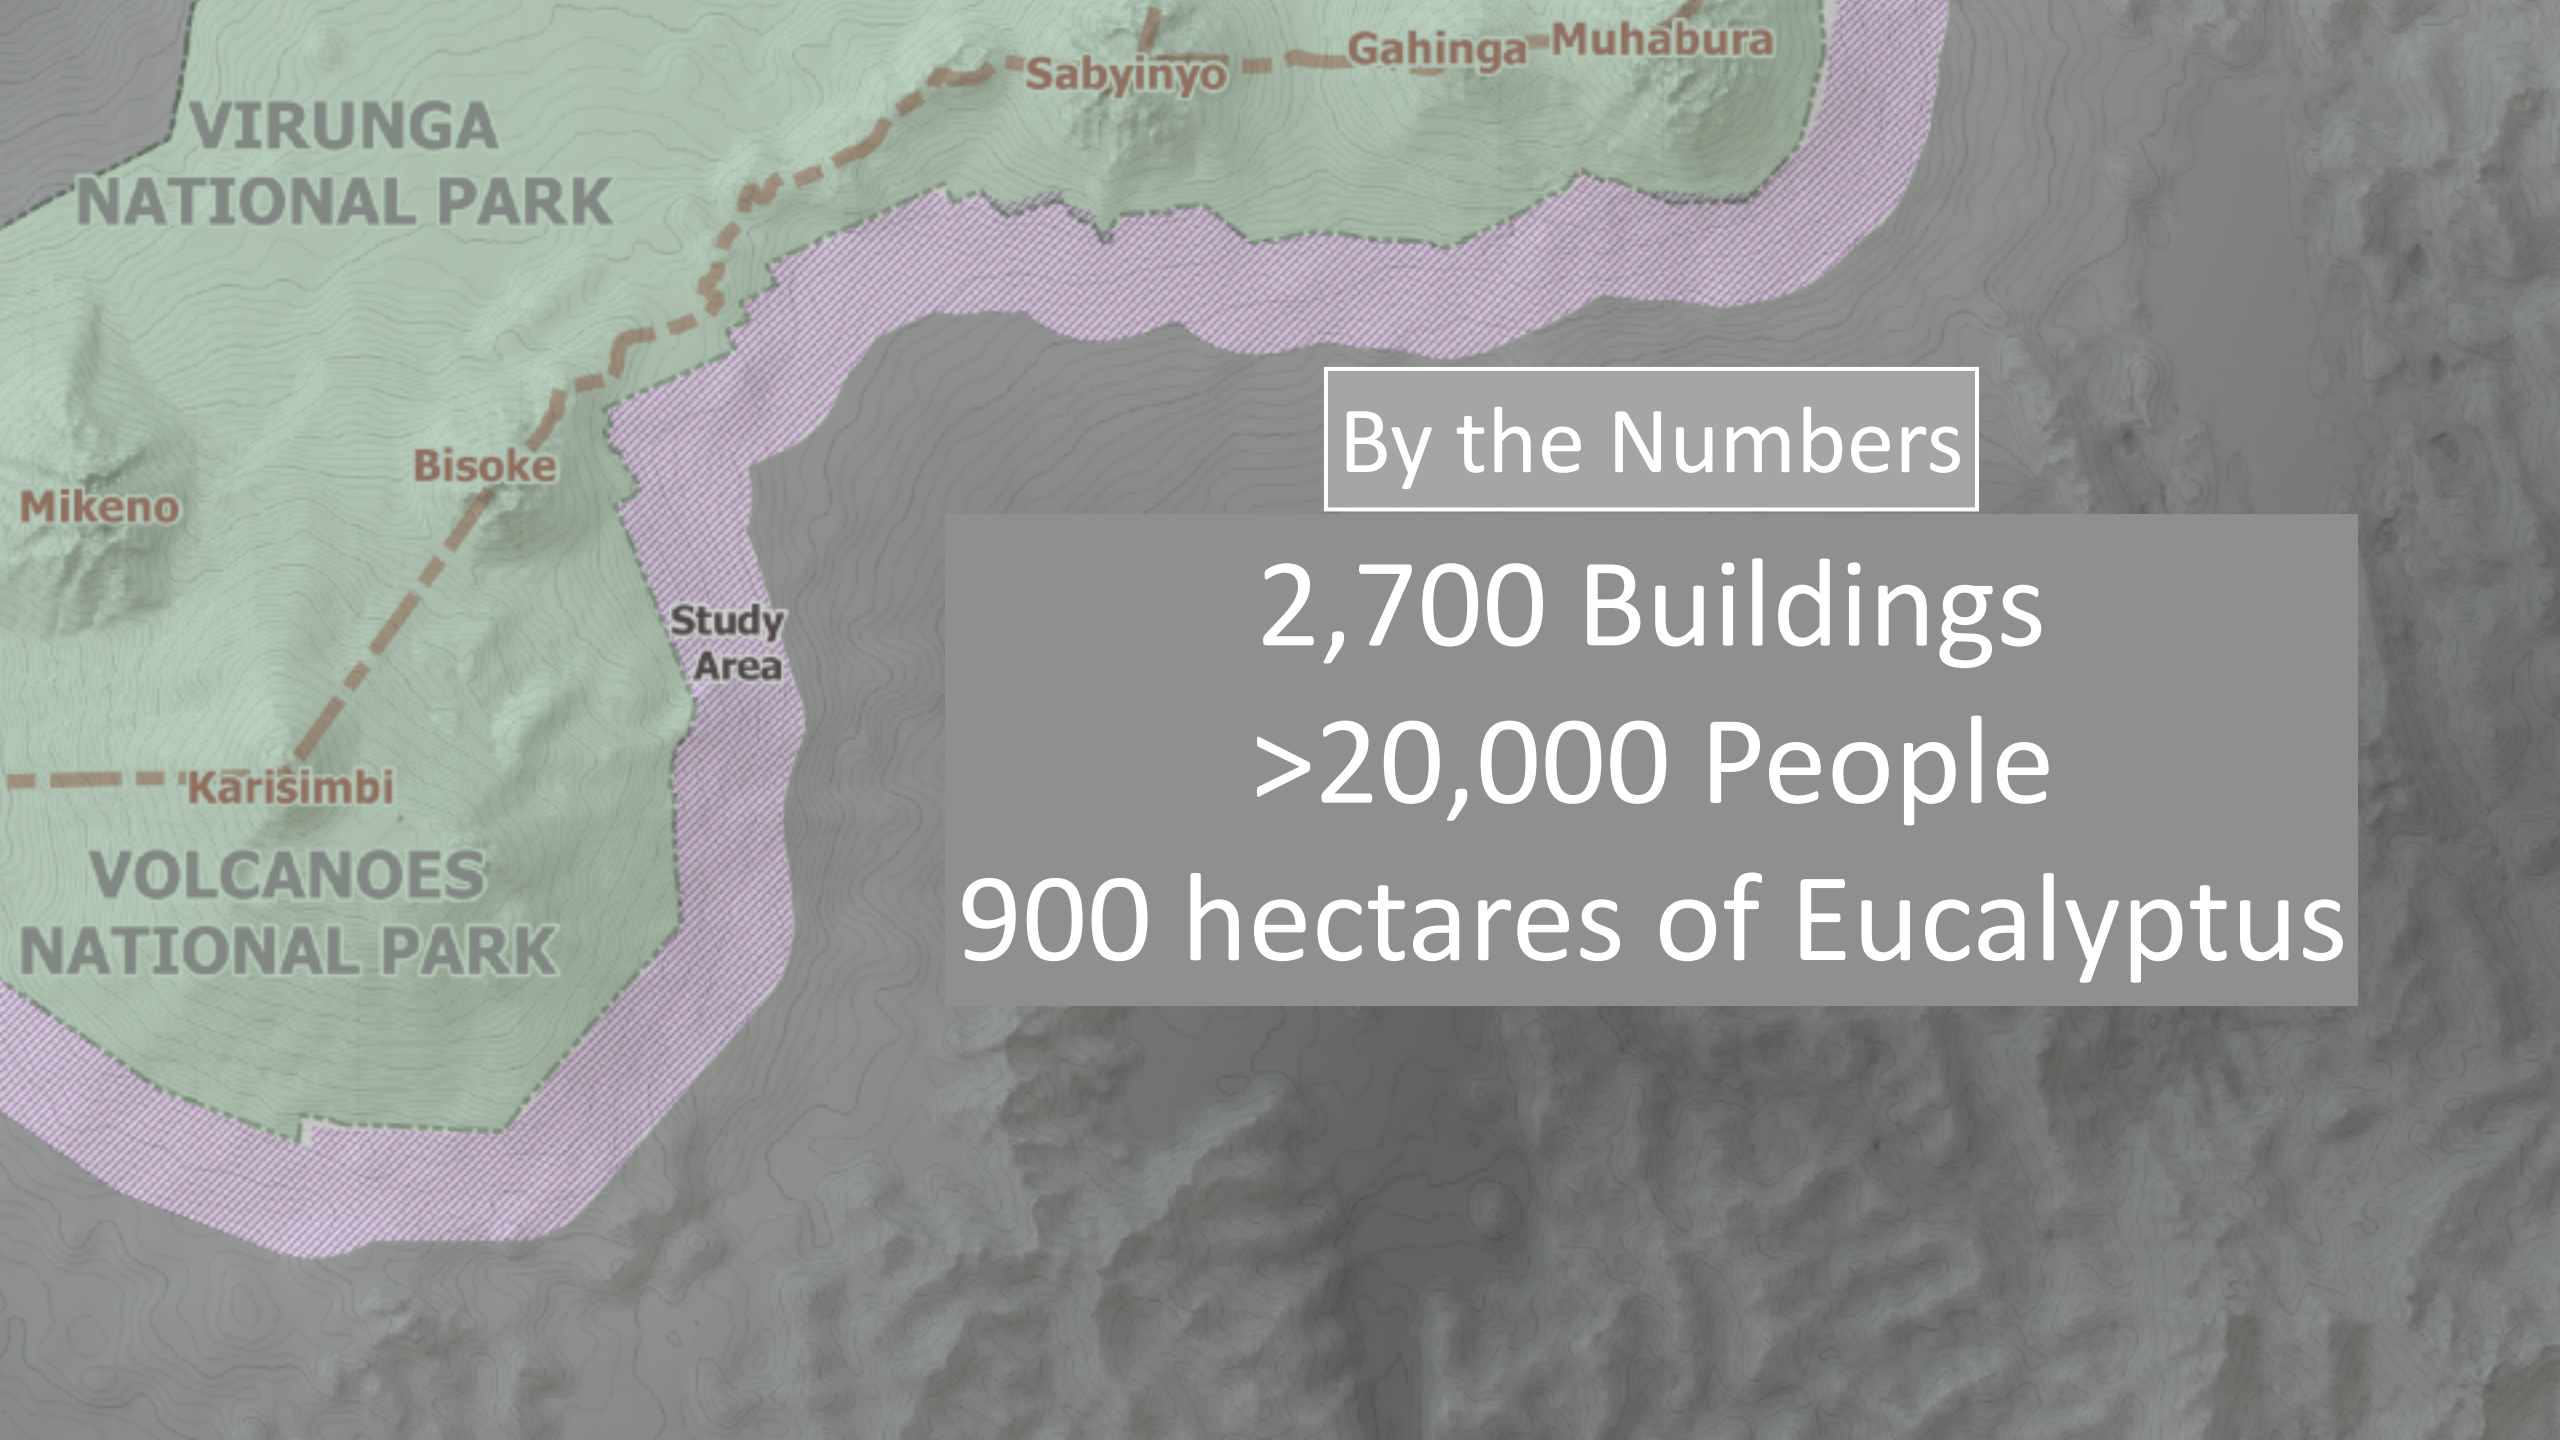 Sabyinyo
Gahinga
Muhabura
VIRUNGA
NATIONAL PARK
Bisoke
Mikeno
By the Numbers
2,700 Buildings
>20,000 People
900 hectares of Eucalyptus
Study
Area
Karisimbi
VOLCANOES
NATIONAL PARK